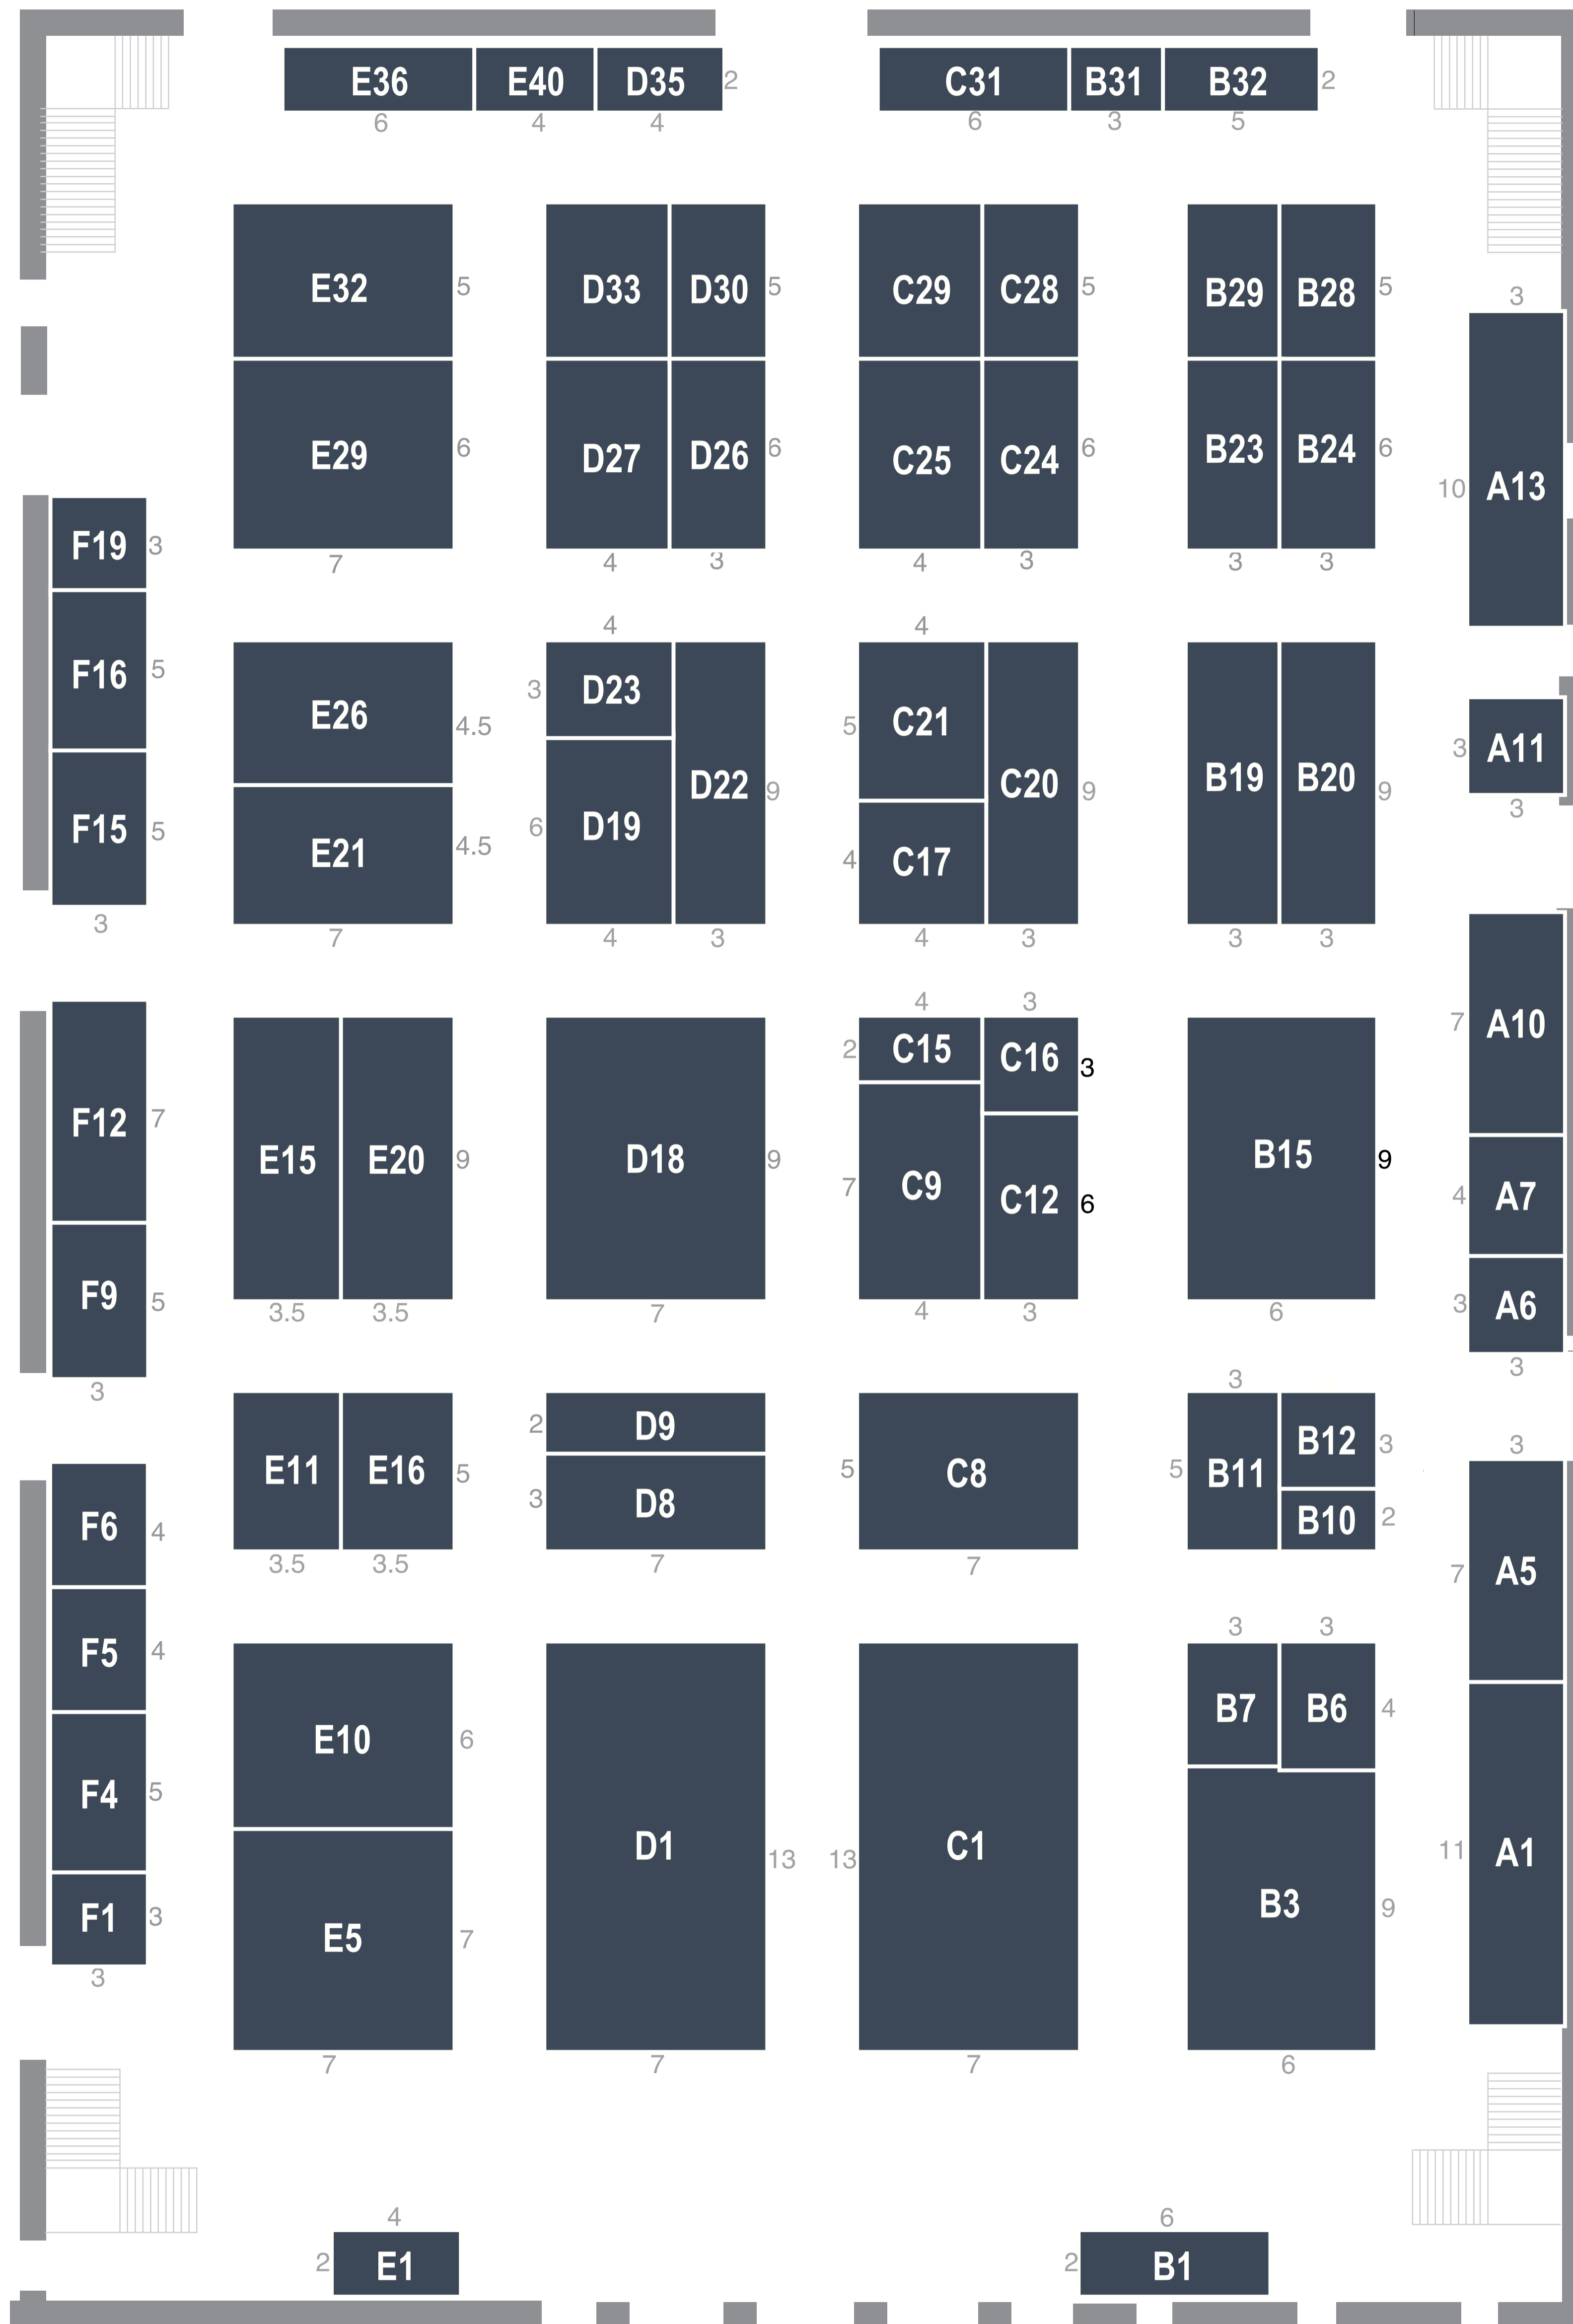 E36 E40 D35 2 C31 B31 B32 2
6 4 4 6 3 5
E32 5 D33 D30 5 C29 C28 5 B29 B28 5 3
E29 6 D27 D26 6 C25 C24 6 B23 B24 6 10 A13
F19 3
7 4 3 4 3 3 3
4 4
F16 5 E26 4.5 3 D23 5 C21
D22 9 C20 9 B19 B20 9 3 A11
3
F15 5 E21 4.5 6 D19 4 C17
3 7 4 3 4 3 3 3
4 3
7 A10
2 C15 C16 3
F12 7 E15 E20 9 D18 9 7 C9 C12 6 B15 9 4 A7
F9 5 3 A6
3.5 3.5 7 4 3 6
3 3 3
2 D9 B12 3 3
E11 E16 5 5 C8 5 B11
F6 4 3 D8 B10 2
3.5 3.5 7 7 7 A5
3 3
F5 4 E10 6 B7 B6 4
F4 5 D1 13 13 C1 11 A1
F1 3 E5 7 B3 9
3
7 7 7 6
4 6
2 E1 2 B1